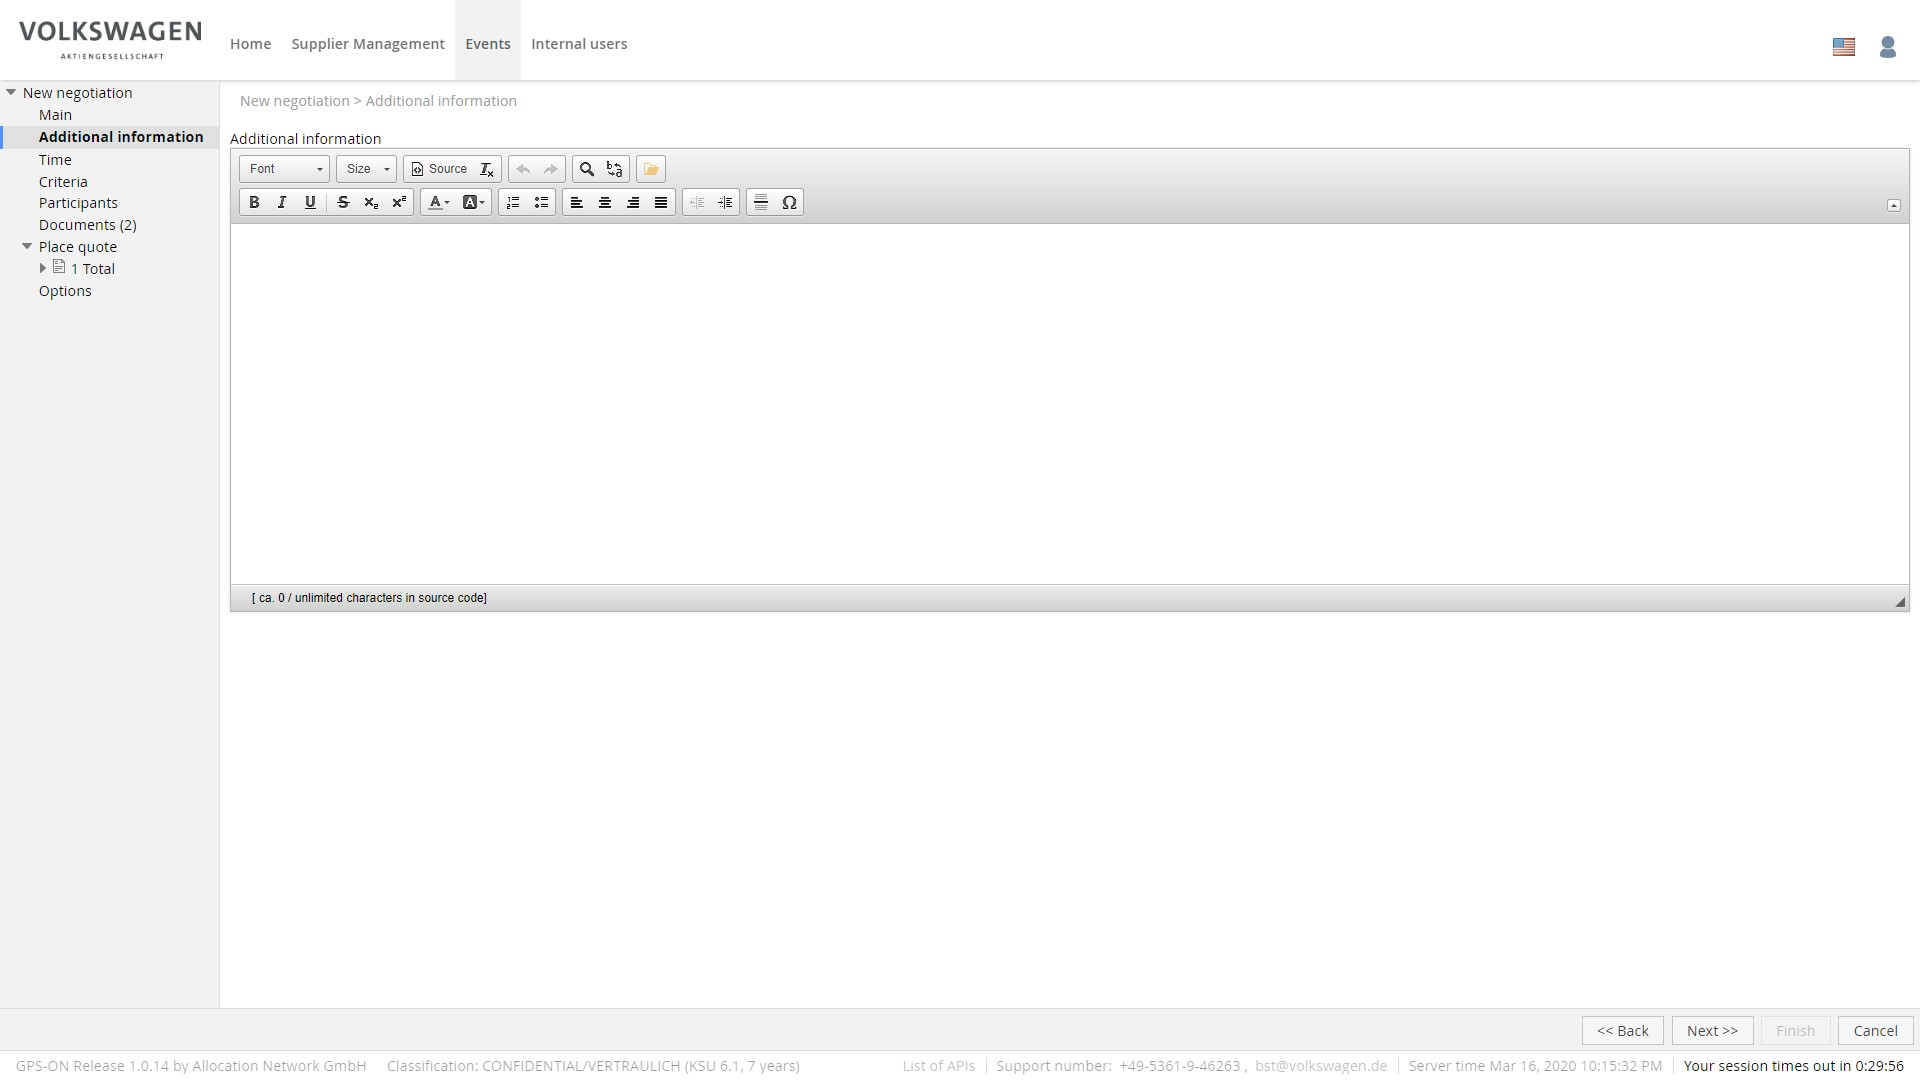 VOLKSWAGEN
AKTIENGESELLSCHAFT
Home Supplier Management Events Internal users
New negotiation
Main
Additional information
Time
Criteria
Participants
Documents (2)
Place quote
1 Total
Options
New negotiation > Additional information
Additional information
Font Size Source
B I U S X₂ Xˣ A A Ω
[ ca. 0 / unlimited characters in source code]
<< Back Next >> Finish Cancel
GPS-ON Release 1.0.14 by Allocation Network GmbH Classification: CONFIDENTIAL/VERTRAULICH (KSU 6.1, 7 years) List of APIs Support number: +49-5361-9-46263 , bst@volkswagen.de Server time Mar 16, 2020 10:15:32 PM Your session times out in 0:29:56